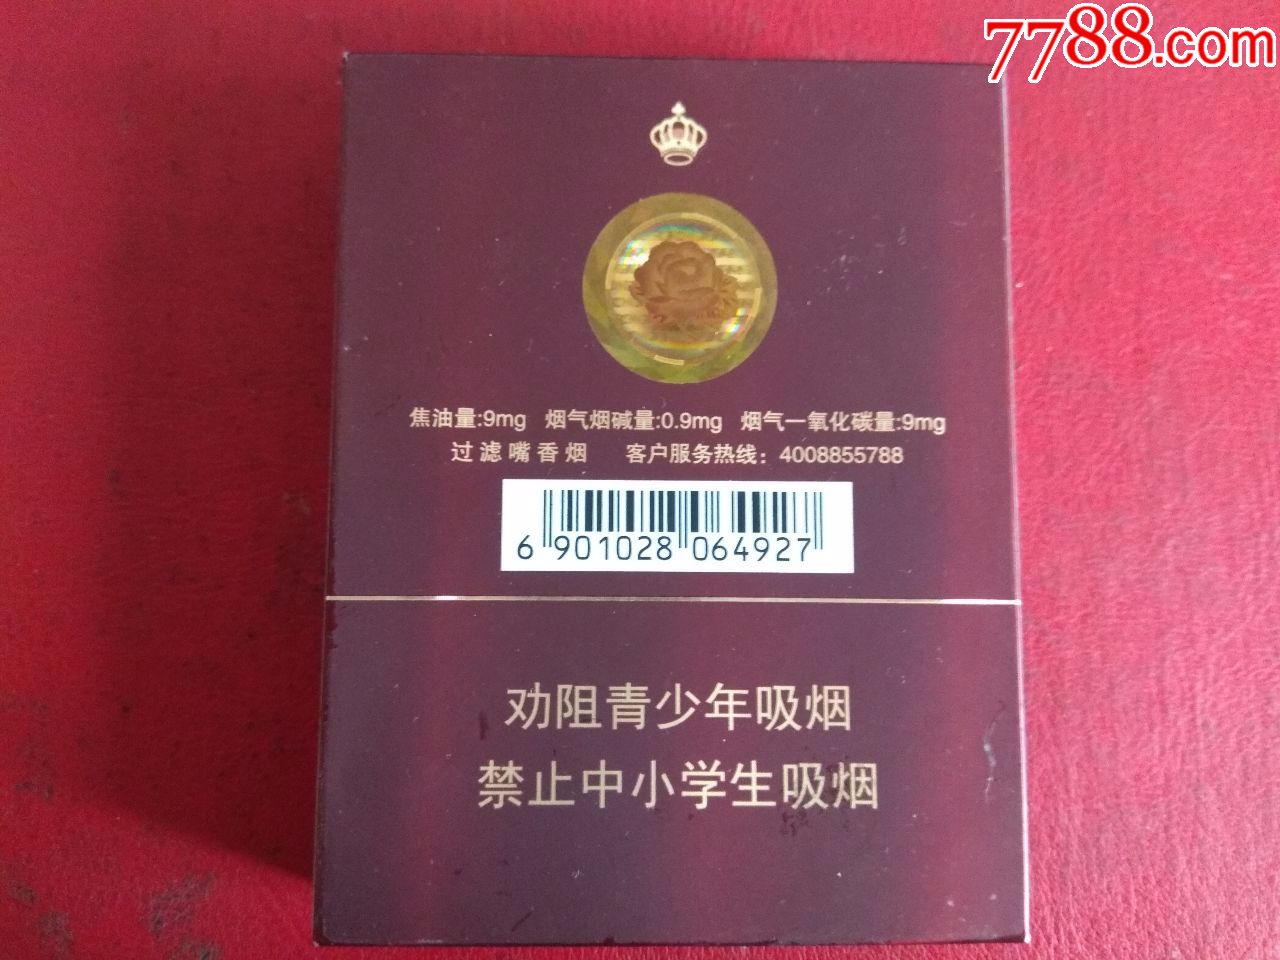 7788.com
焦油量:9mg 烟气烟碱量:0.9mg 烟气一氧化碳量:9mg
过滤嘴香烟 客户服务热线：4008855788
6 901028 064927
劝阻青少年吸烟
禁止中小学生吸烟